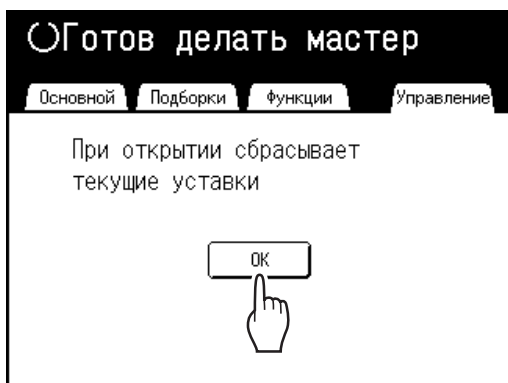 Готов делать мастер
Основной Подборки Функции Управление
При открытии сбрасывает
текущие уставки
OK